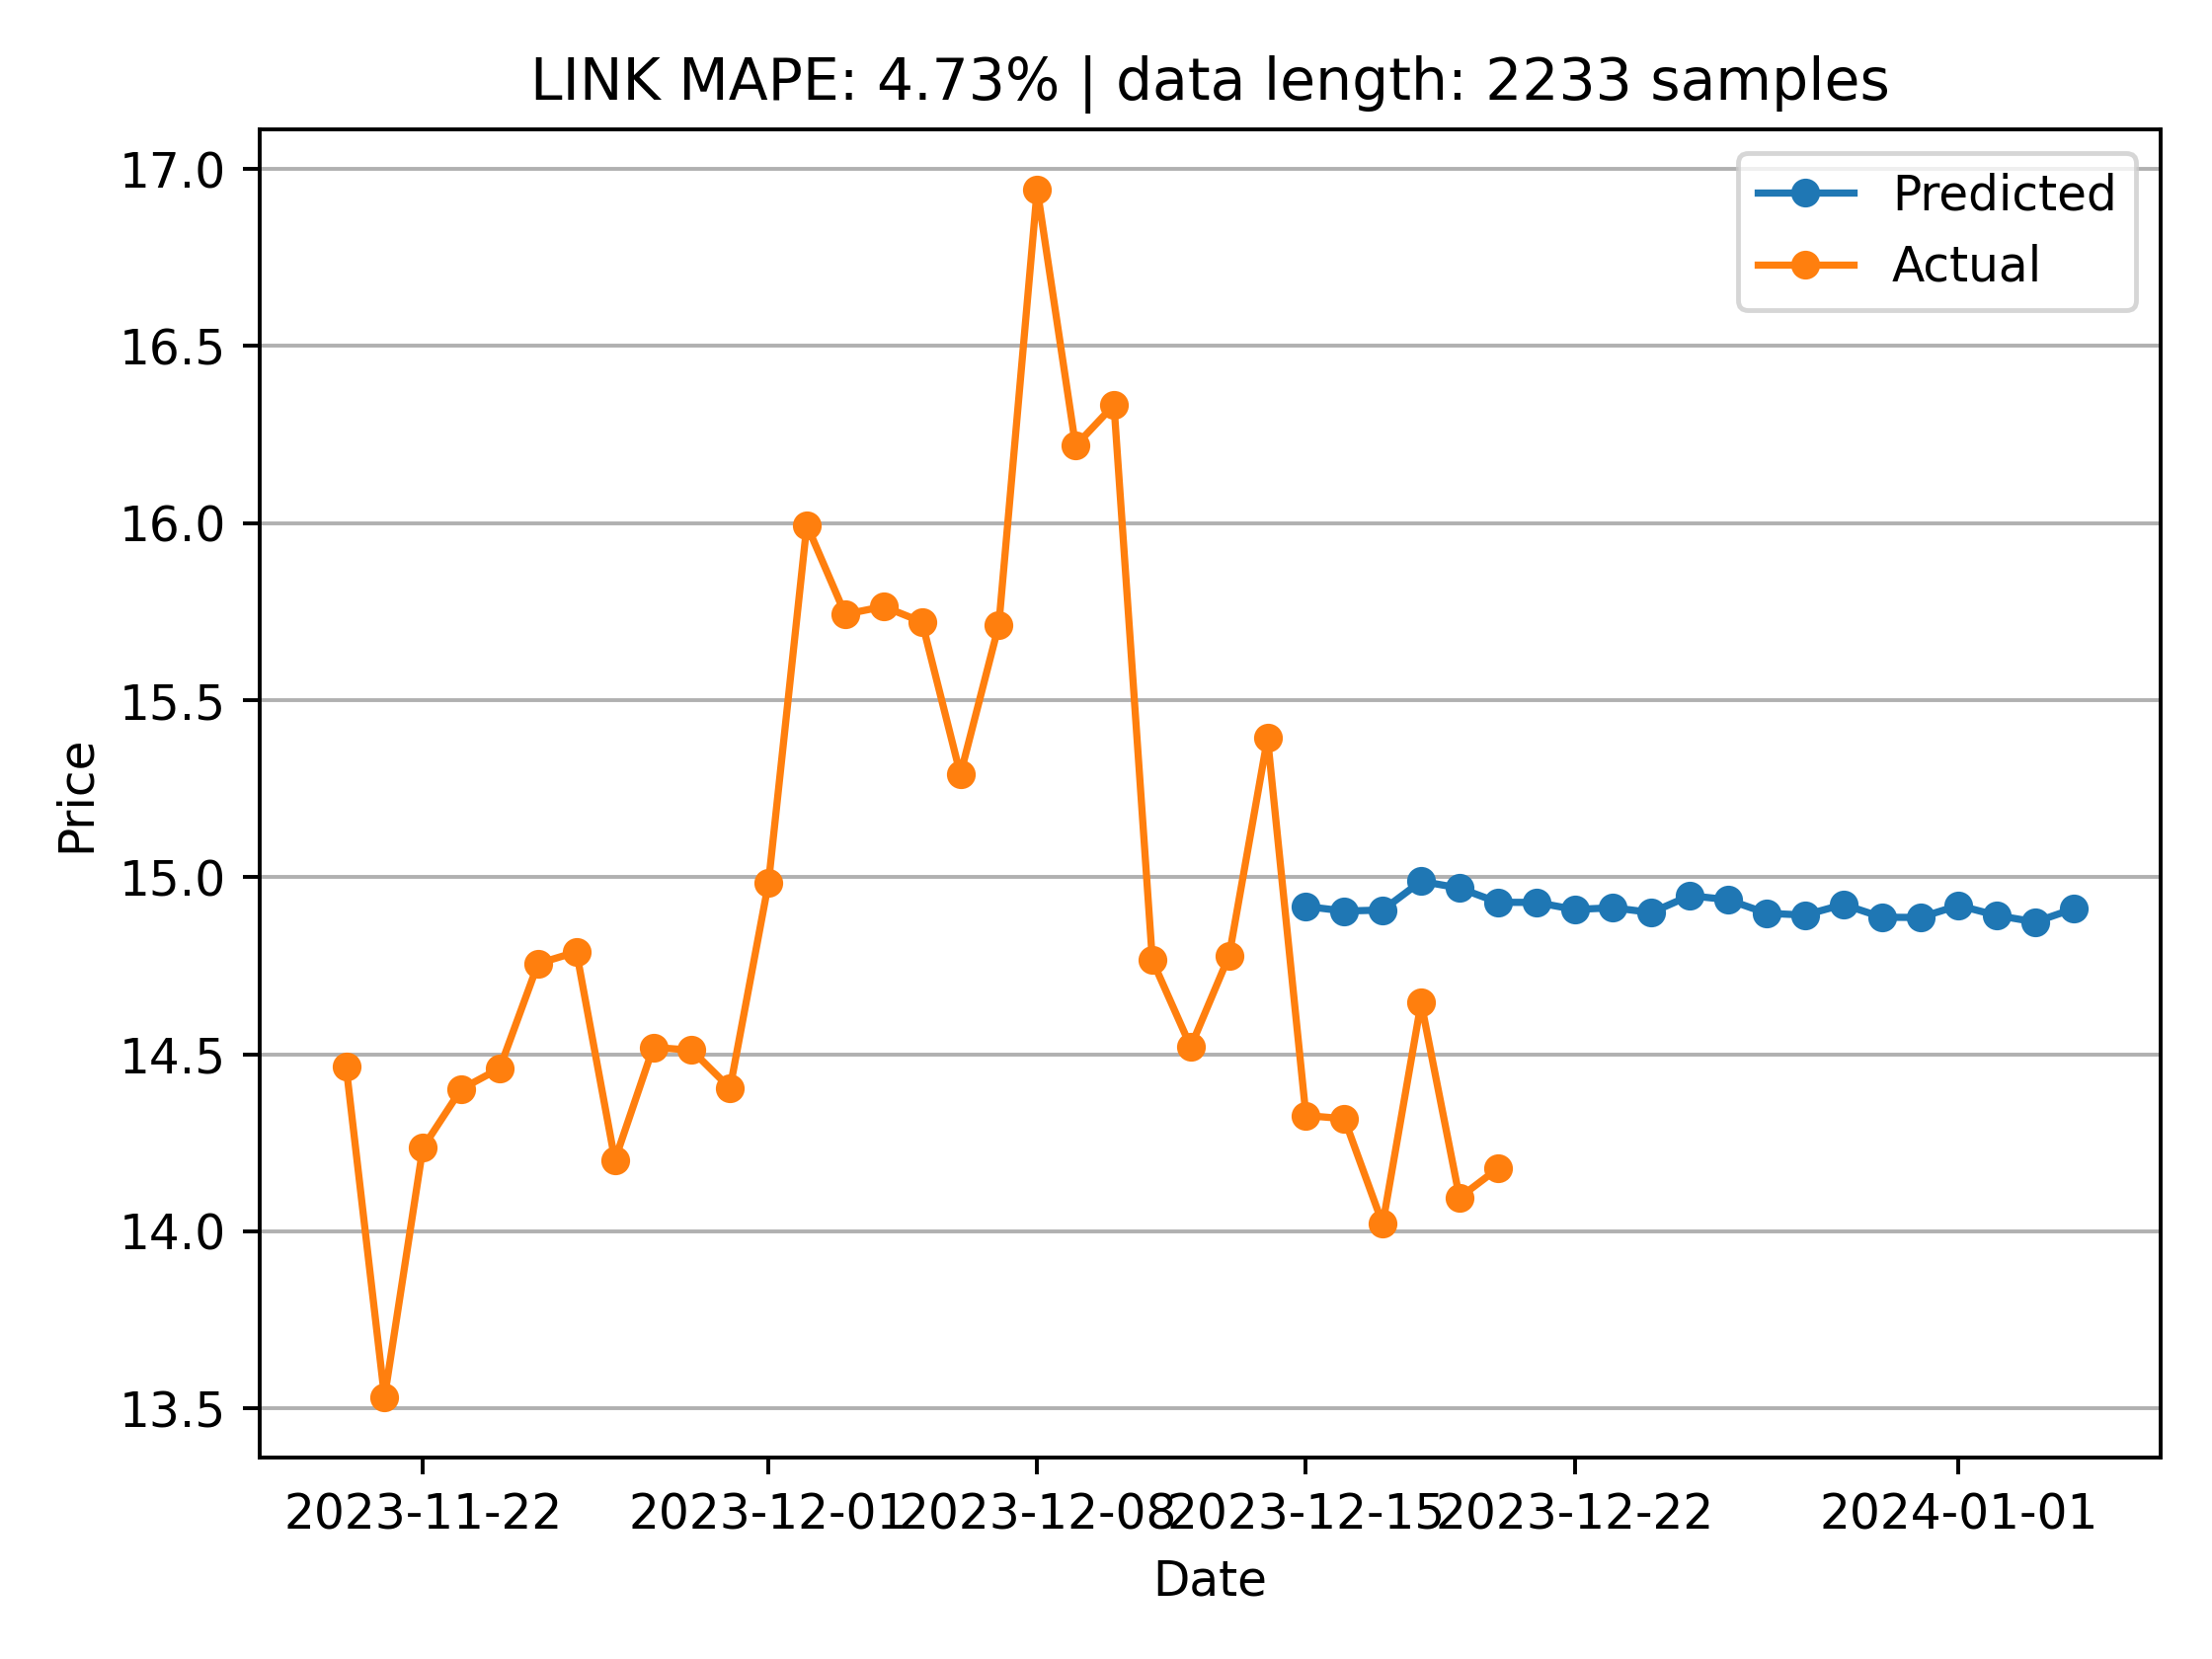 LINK MAPE: 4.73% | data length: 2233 samples
Predicted
Actual
17.0
16.5
16.0
15.5
15.0
14.5
14.0
13.5
Price
2023-11-22
2023-12-01
2023-12-08
2023-12-15
2023-12-22
2024-01-01
Date